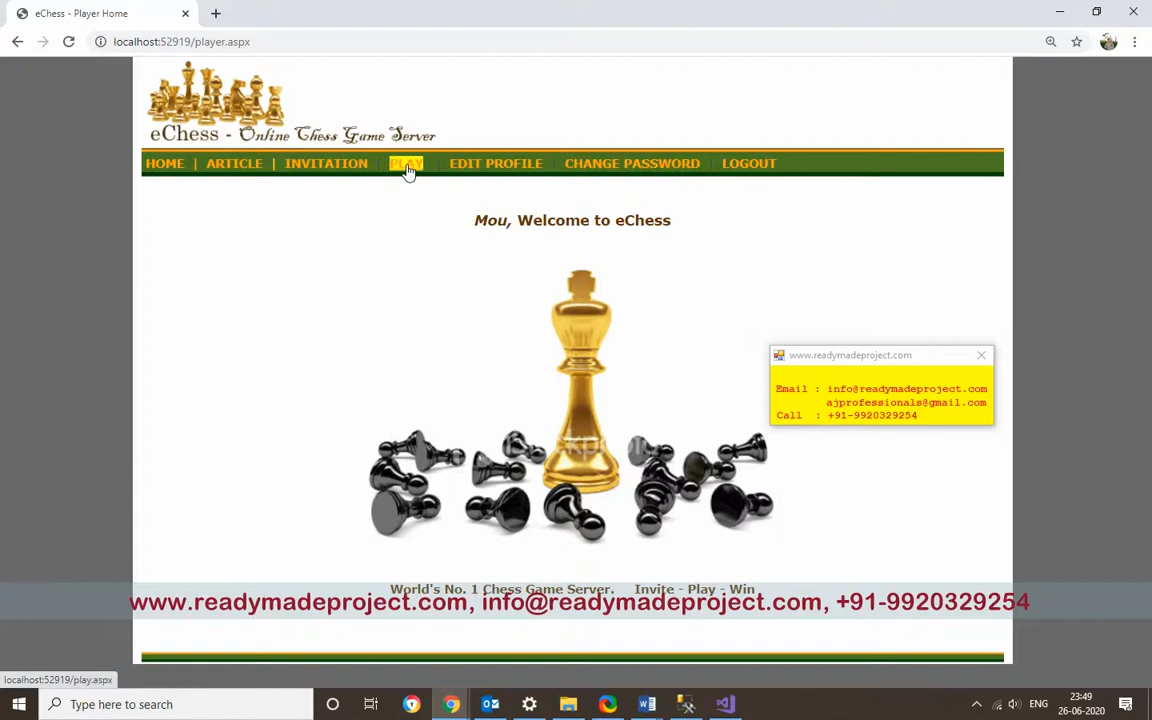 eChess - Player Home
localhost:52919/player.aspx
eChess - Online Chess Game Server
HOME | ARTICLE | INVITATION | PLAY | EDIT PROFILE | CHANGE PASSWORD | LOGOUT
Mou, Welcome to eChess
www.readymadeproject.com
Email : info@readymadeproject.com
ajprofessionals@gmail.com
Call : +91-9920329254
World's No. 1 Chess Game Server. Invite - Play - Win
www.readymadeproject.com, info@readymadeproject.com, +91-9920329254
localhost:52919/play.aspx
Type here to search
ENG
23:49
26-06-2020